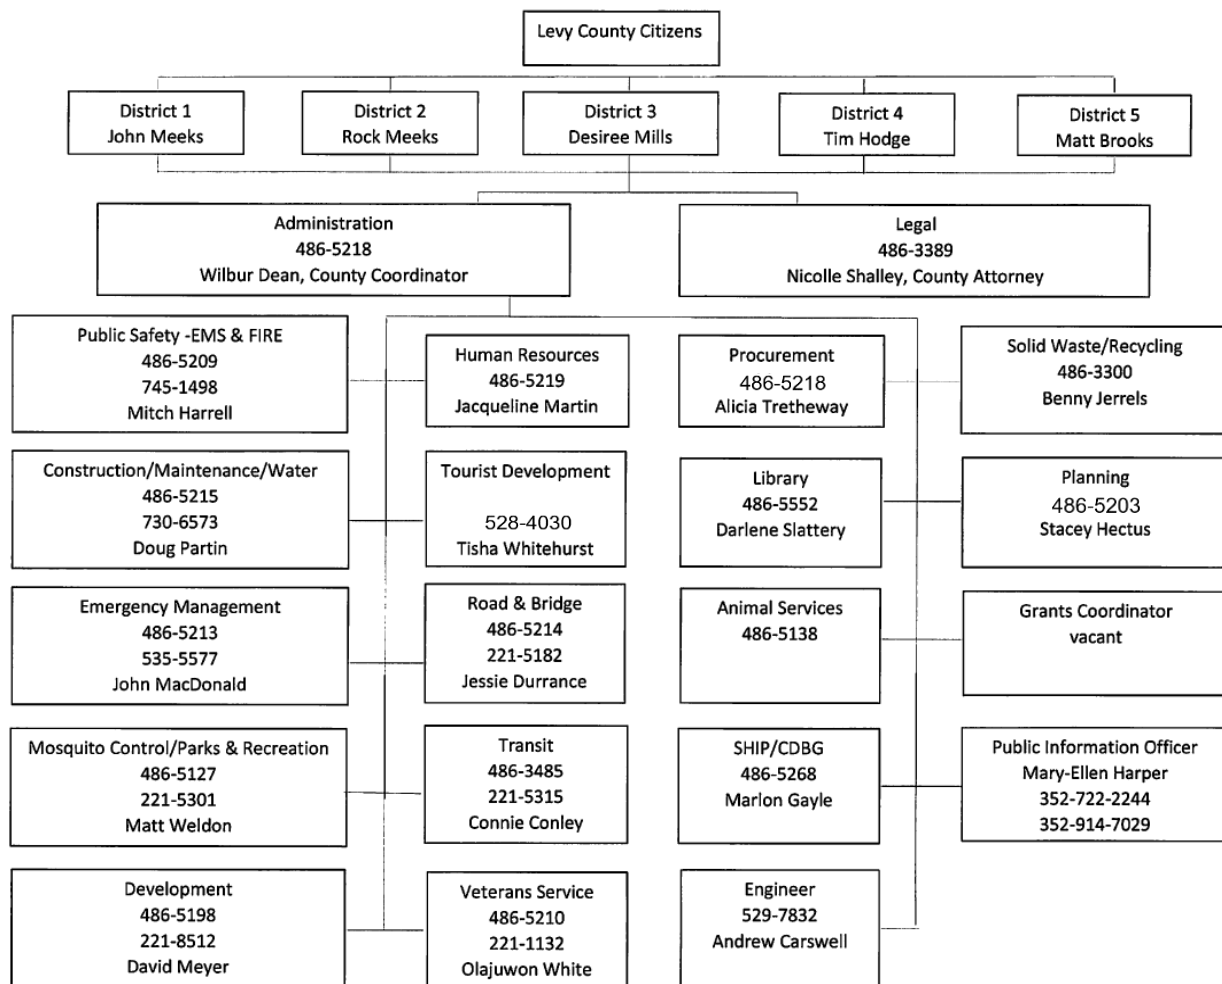 Levy County Citizens
District 1
John Meeks
District 2
Rock Meeks
District 3
Desiree Mills
District 4
Tim Hodge
District 5
Matt Brooks
Administration
486-5218
Wilbur Dean, County Coordinator
Legal
486-3389
Nicolle Shalley, County Attorney
Public Safety -EMS & FIRE
486-5209
745-1498
Mitch Harrell
Human Resources
486-5219
Jacqueline Martin
Procurement
486-5218
Alicia Tretheway
Solid Waste/Recycling
486-3300
Benny Jerrels
Construction/Maintenance/Water
486-5215
730-6573
Doug Partin
Tourist Development
528-4030
Tisha Whitehurst
Library
486-5552
Darlene Slattery
Planning
486-5203
Stacey Hectus
Emergency Management
486-5213
535-5577
John MacDonald
Road & Bridge
486-5214
221-5182
Jessie Durrance
Animal Services
486-5138
Grants Coordinator
vacant
Mosquito Control/Parks & Recreation
486-5127
221-5301
Matt Weldon
Transit
486-3485
221-5315
Connie Conley
SHIP/CDBG
486-5268
Marlon Gayle
Public Information Officer
Mary-Ellen Harper
352-722-2244
352-914-7029
Development
486-5198
221-8512
David Meyer
Veterans Service
486-5210
221-1132
Olajuwon White
Engineer
529-7832
Andrew Carswell